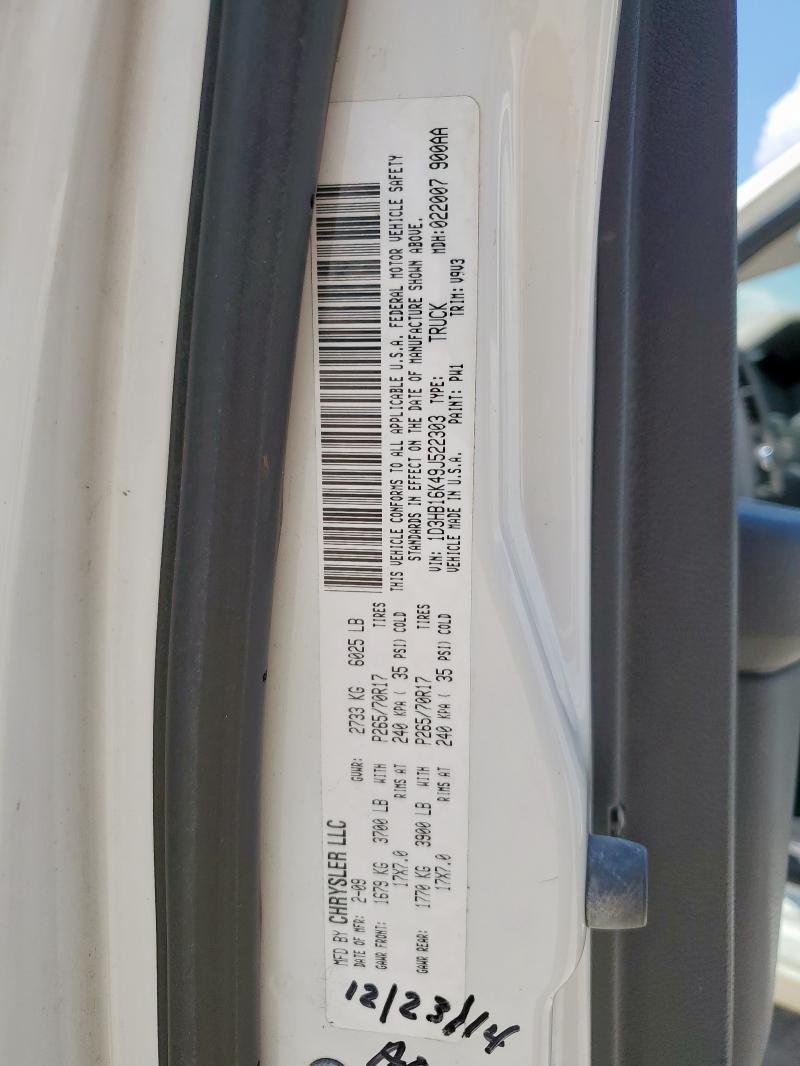 MFD BY CHRYSLER LLC
DATE OF MFR: 2-09 GVWR: 2733 KG 6025 LB
GAWR FRONT: 1679 KG 3700 LB WITH P265/70R17 TIRES
17X7.0 RIMS AT 240 KPA ( 35 PSI) COLD
GAWR REAR: 1770 KG 3900 LB WITH P265/70R17 TIRES
17X7.0 RIMS AT 240 KPA ( 35 PSI) COLD
THIS VEHICLE CONFORMS TO ALL APPLICABLE U.S.A. FEDERAL MOTOR VEHICLE SAFETY
STANDARDS IN EFFECT ON THE DATE OF MANUFACTURE SHOWN ABOVE.
VIN: 1D3HB16K49J522303 TYPE: TRUCK MDH:022007 900AA
VEHICLE MADE IN U.S.A. PAINT: PW1 TRIM: V9V3
12/23/14